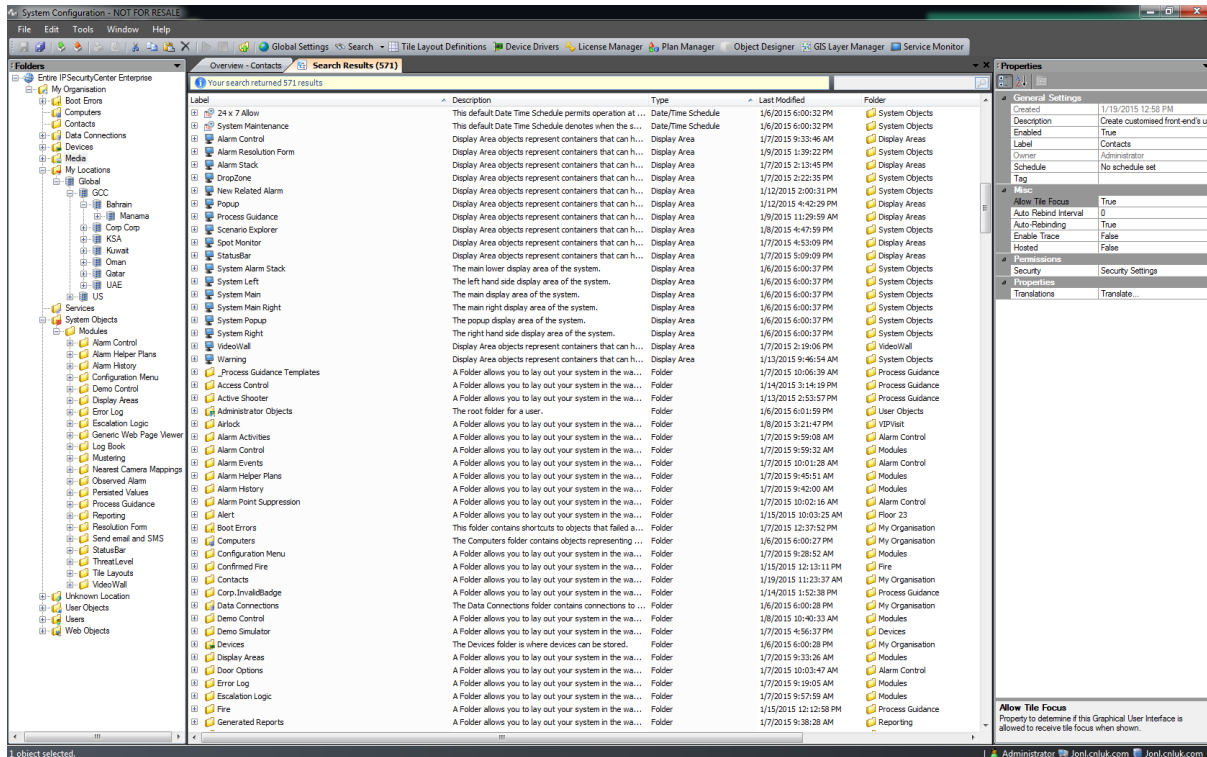 System Configuration - NOT FOR RESALE
File Edit Tools Window Help
Global Settings Search Tile Layout Definitions Device Drivers License Manager Plan Manager Object Designer GIS Layer Manager Service Monitor
Folders
Entire IPSecurityCenter Enterprise
My Organisation
Boot Errors
Computers
Contacts
Data Connections
Devices
Media
My Locations
Global
GCC
Bahrain
Manama
Corp Corp
KSA
Kuwait
Oman
Qatar
UAE
US
Services
System Objects
Modules
Alarm Control
Alarm Helper Plans
Alarm History
Configuration Menu
Demo Control
Display Areas
Error Log
Escalation Logic
Generic Web Page Viewer
Log Book
Mustering
Nearest Camera Mappings
Observed Alarm
Persisted Values
Process Guidance
Reporting
Resolution Form
Send email and SMS
StatusBar
ThreatLevel
Tile Layouts
VideoWall
Unknown Location
User Objects
Users
Web Objects
Overview - Contacts Search Results (571)
Your search returned 571 results
Label Description Type Last Modified Folder
24 x 7 Allow This default Date Time Schedule permits operation at ... Date/Time Schedule 1/6/2015 6:00:32 PM System Objects
System Maintenance This default Date Time Schedule denotes when the s... Date/Time Schedule 1/6/2015 6:00:32 PM System Objects
Alarm Control Display Area objects represent containers that can h... Display Area 1/7/2015 9:33:46 AM Display Areas
Alarm Resolution Form Display Area objects represent containers that can h... Display Area 1/9/2015 1:39:22 PM System Objects
Alarm Stack Display Area objects represent containers that can h... Display Area 1/7/2015 2:13:45 PM Display Areas
DropZone Display Area objects represent containers that can h... Display Area 1/7/2015 2:22:35 PM System Objects
New Related Alarm Display Area objects represent containers that can h... Display Area 1/12/2015 2:00:31 PM Display Areas
Popup Display Area objects represent containers that can h... Display Area 1/12/2015 4:42:29 PM Display Areas
Process Guidance Display Area objects represent containers that can h... Display Area 1/9/2015 11:29:59 AM Display Areas
Scenario Explorer Display Area objects represent containers that can h... Display Area 1/8/2015 4:47:59 PM System Objects
Spot Monitor Display Area objects represent containers that can h... Display Area 1/7/2015 4:53:09 PM Display Areas
StatusBar Display Area objects represent containers that can h... Display Area 1/7/2015 5:09:09 PM Display Areas
System Alarm Stack The main lower display area of the system. Display Area 1/6/2015 6:00:37 PM System Objects
System Left The left hand side display area of the system. Display Area 1/6/2015 6:00:37 PM System Objects
System Main The main display area of the system. Display Area 1/6/2015 6:00:37 PM System Objects
System Main Right The main right display area of the system. Display Area 1/6/2015 6:00:37 PM System Objects
System Popup The popup display area of the system. Display Area 1/6/2015 6:00:37 PM System Objects
System Right The right hand side display area of the system. Display Area 1/6/2015 6:00:37 PM System Objects
VideoWall Display Area objects represent containers that can h... Display Area 1/7/2015 2:19:06 PM VideoWall
Warning Display Area objects represent containers that can h... Display Area 1/13/2015 9:46:54 AM System Objects
_Process Guidance Templates A Folder allows you to lay out your system in the wa... Folder 1/7/2015 10:06:39 AM Process Guidance
Access Control A Folder allows you to lay out your system in the wa... Folder 1/14/2015 3:14:19 PM Process Guidance
Active Shooter A Folder allows you to lay out your system in the wa... Folder 1/13/2015 2:53:57 PM Process Guidance
Administrator Objects The root folder for a user. Folder 1/6/2015 6:01:59 PM User Objects
Airlock A Folder allows you to lay out your system in the wa... Folder 1/8/2015 3:21:47 PM VIPVisit
Alarm Activities A Folder allows you to lay out your system in the wa... Folder 1/7/2015 9:59:08 AM Alarm Control
Alarm Control A Folder allows you to lay out your system in the wa... Folder 1/7/2015 9:59:32 AM Modules
Alarm Events A Folder allows you to lay out your system in the wa... Folder 1/7/2015 10:01:28 AM Alarm Control
Alarm Helper Plans A Folder allows you to lay out your system in the wa... Folder 1/7/2015 9:45:51 AM Modules
Alarm History A Folder allows you to lay out your system in the wa... Folder 1/7/2015 9:42:00 AM Modules
Alarm Point Suppression A Folder allows you to lay out your system in the wa... Folder 1/7/2015 10:02:16 AM Alarm Control
Alert A Folder allows you to lay out your system in the wa... Folder 1/15/2015 10:03:25 AM Floor 23
Boot Errors This folder contains shortcuts to objects that failed a... Folder 1/7/2015 12:37:52 PM My Organisation
Computers The Computers folder contains objects representing ... Folder 1/6/2015 6:00:27 PM My Organisation
Configuration Menu A Folder allows you to lay out your system in the wa... Folder 1/7/2015 9:28:52 AM Modules
Confirmed Fire A Folder allows you to lay out your system in the wa... Folder 1/15/2015 12:13:11 PM Fire
Contacts A Folder allows you to lay out your system in the wa... Folder 1/19/2015 11:23:37 AM My Organisation
Corp.InvalidBadge A Folder allows you to lay out your system in the wa... Folder 1/14/2015 1:52:38 PM Process Guidance
Data Connections The Data Connections folder contains connections to ... Folder 1/6/2015 6:00:28 PM My Organisation
Demo Control A Folder allows you to lay out your system in the wa... Folder 1/8/2015 10:40:33 AM Modules
Demo Simulator A Folder allows you to lay out your system in the wa... Folder 1/7/2015 4:56:37 PM Devices
Devices The Devices folder is where devices can be stored. Folder 1/6/2015 6:00:28 PM My Organisation
Display Areas A Folder allows you to lay out your system in the wa... Folder 1/7/2015 9:33:26 AM Modules
Door Options A Folder allows you to lay out your system in the wa... Folder 1/7/2015 10:03:47 AM Alarm Control
Error Log A Folder allows you to lay out your system in the wa... Folder 1/7/2015 9:19:05 AM Modules
Escalation Logic A Folder allows you to lay out your system in the wa... Folder 1/7/2015 9:57:59 AM Modules
Fire A Folder allows you to lay out your system in the wa... Folder 1/15/2015 12:12:58 PM Process Guidance
Generated Reports A Folder allows you to lay out your system in the wa... Folder 1/7/2015 9:38:28 AM Reporting
Properties
General Settings
Created 1/19/2015 12:58 PM
Description Create customised front-end's u
Enabled True
Label Contacts
Owner Administrator
Schedule No schedule set
Tag
Misc
Allow Tile Focus True
Auto Rebind Interval 0
Auto-Rebinding True
Enable Trace False
Hosted False
Permissions
Security Security Settings
Properties
Translations Translate...
Allow Tile Focus
Property to determine if this Graphical User Interface is
allowed to receive tile focus when shown.
1 object selected.
Administrator Jonl.cnluk.com Jonl.cnluk.com